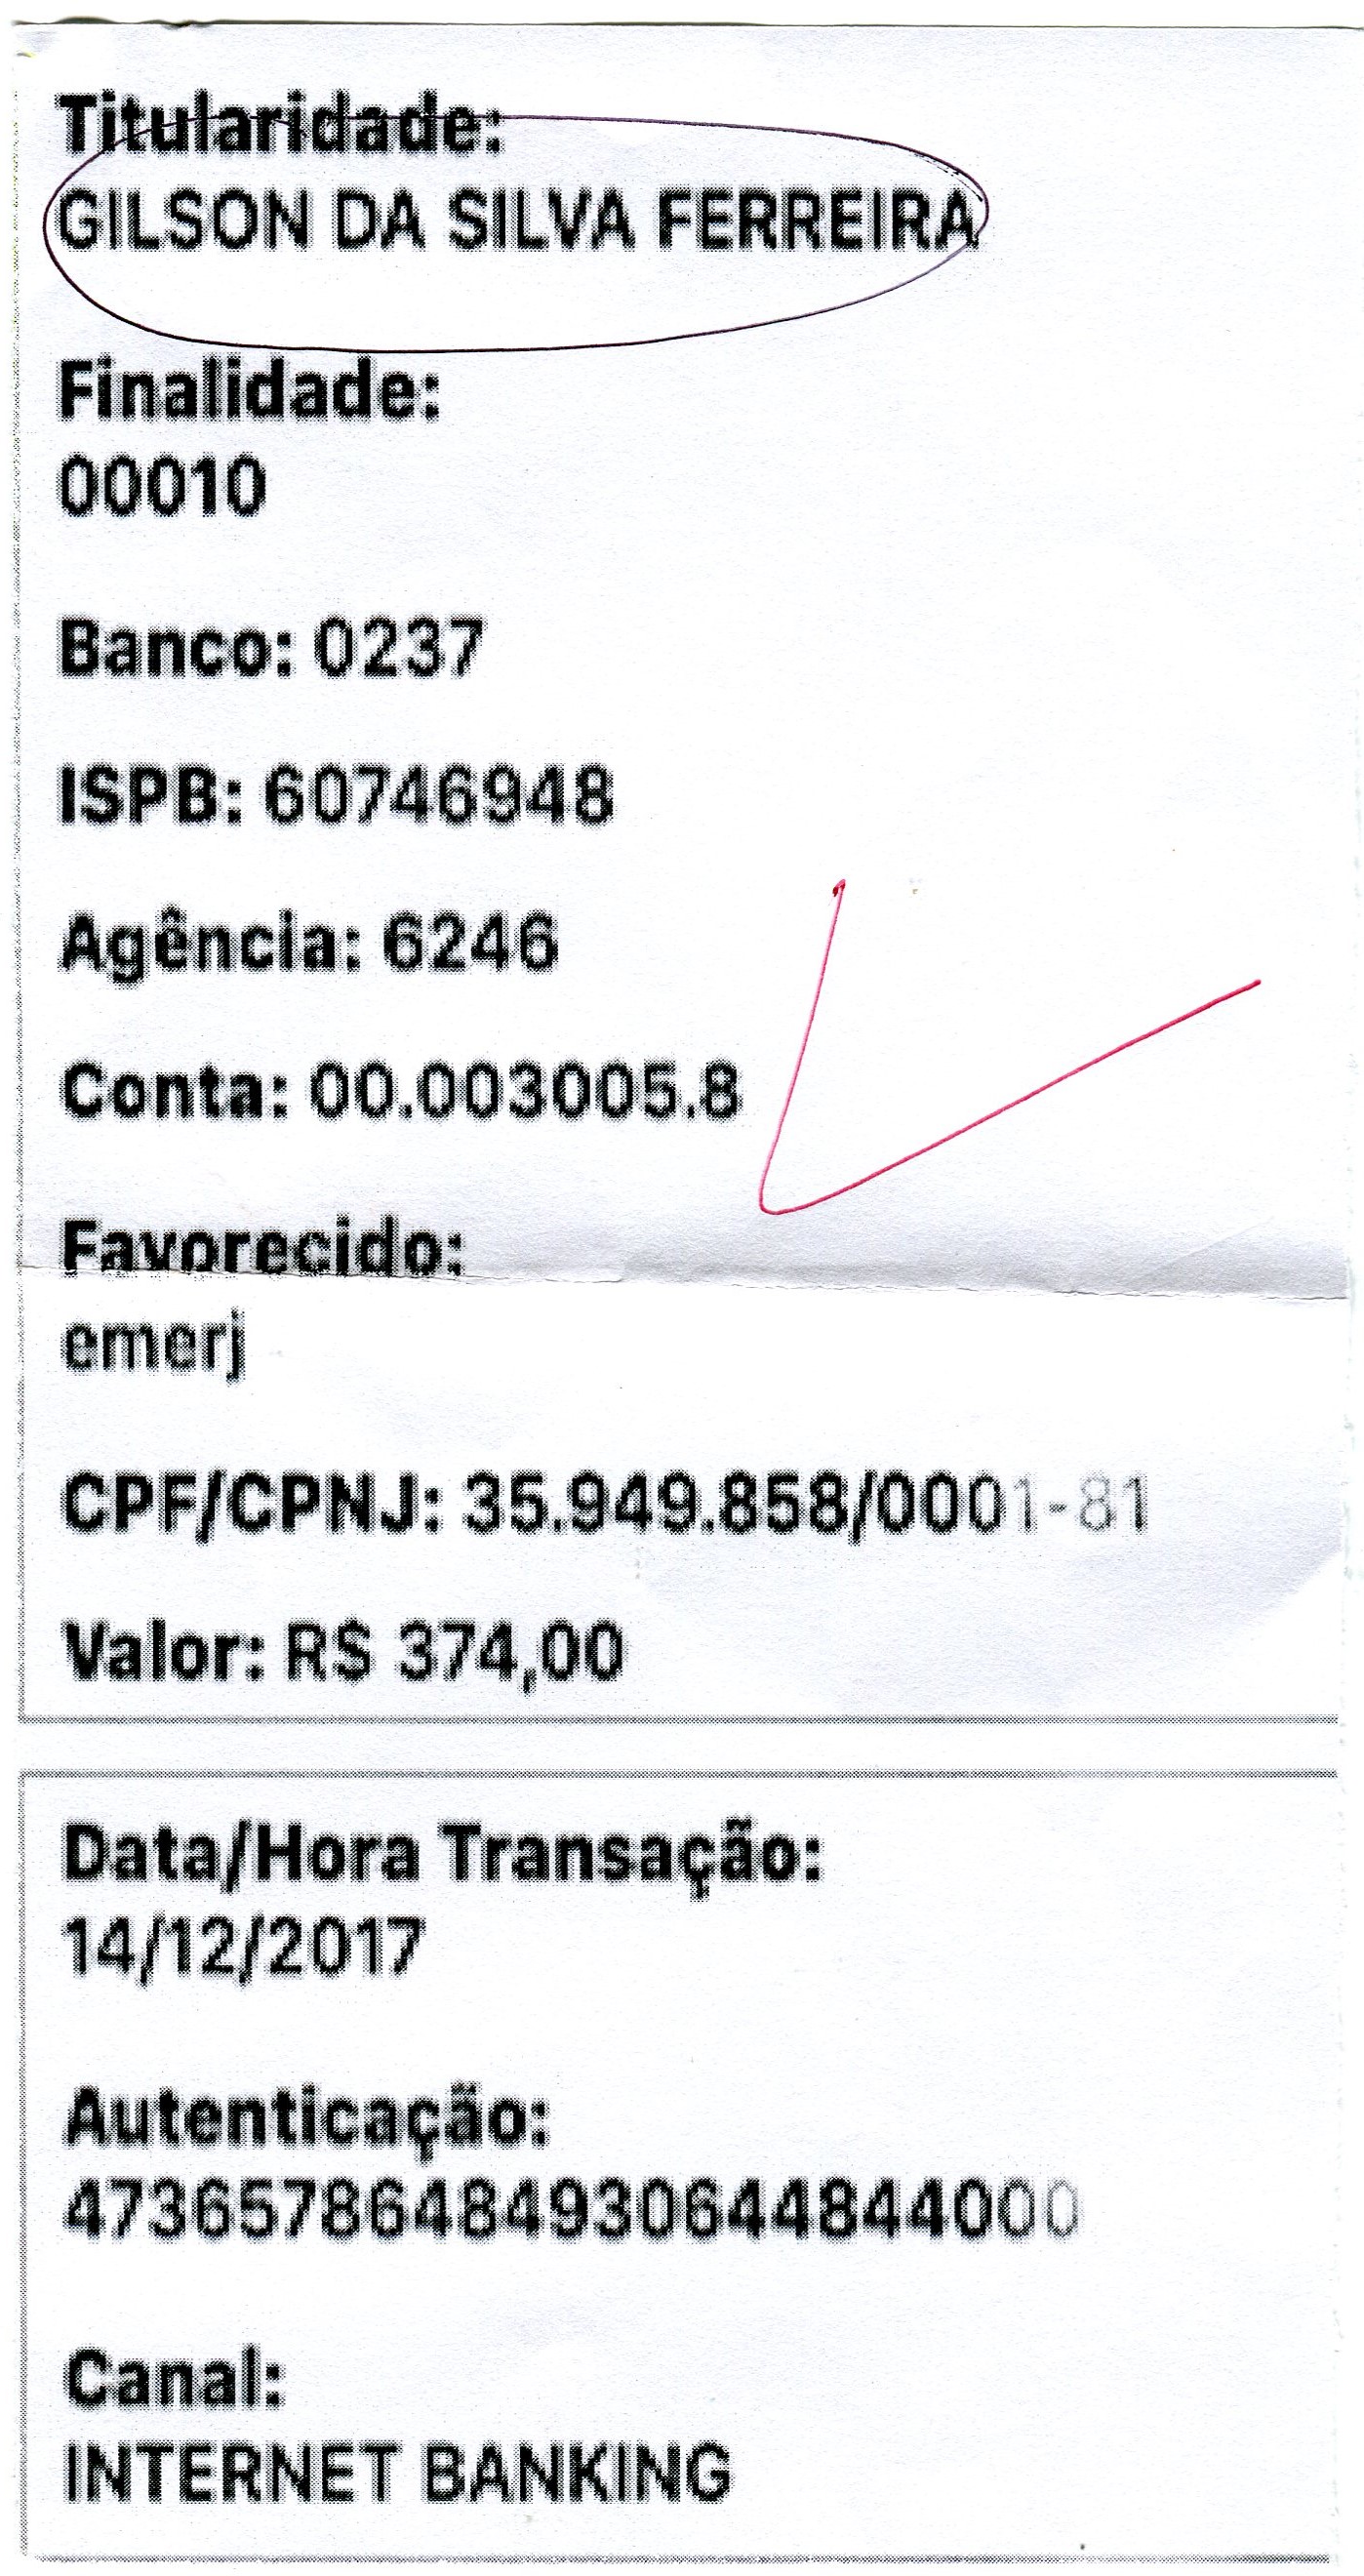 Titularidade:
GILSON DA SILVA FERREIRA
Finalidade:
00010
Banco: 0237
ISPB: 60746948
Agência: 6246
Conta: 00.003005.8
Favorecido:
emerj
CPF/CPNJ: 35.949.858/0001-81
Valor: R$ 374,00
Data/Hora Transação:
14/12/2017
Autenticação:
47365786484930644844000
Canal:
INTERNET BANKING